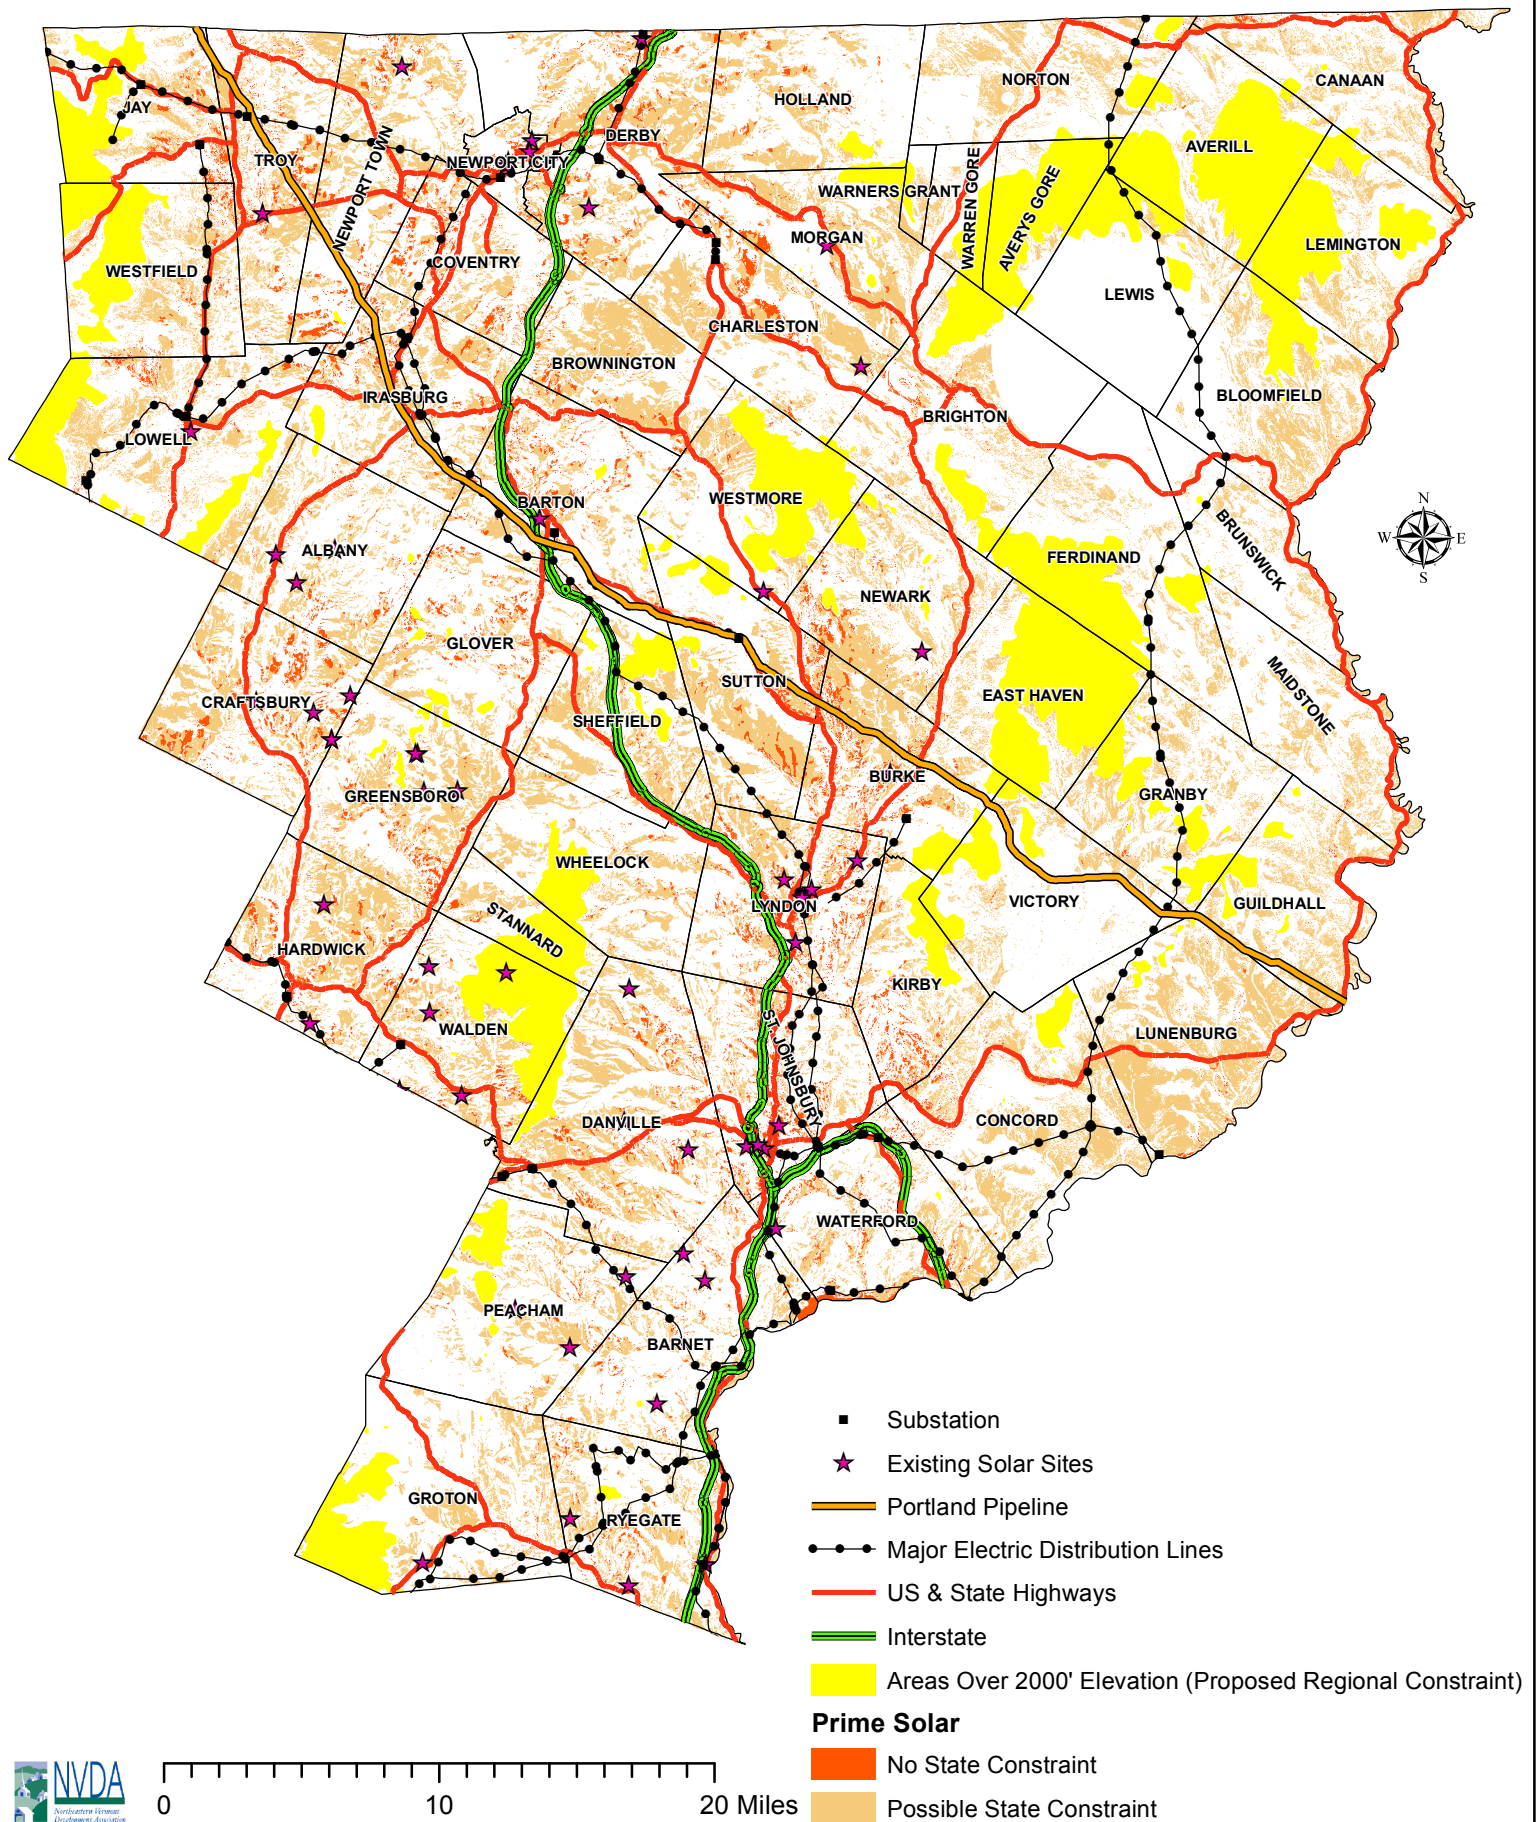 CANAAN
NORTON
HOLLAND
JAY
DERBY
AVERILL
TROY
NEWPORT CITY
NEWPORT TOWN
WARNERS GRANT
WARREN GORE
AVERYS GORE
MORGAN
LEMINGTON
COVENTRY
WESTFIELD
LEWIS
CHARLESTON
BROWNINGTON
IRASBURG
BLOOMFIELD
BRIGHTON
LOWELL
WESTMORE
BARTON
N
W E
S
BRUNSWICK
ALBANY
FERDINAND
NEWARK
GLOVER
SUTTON
EAST HAVEN
MAIDSTONE
CRAFTSBURY
SHEFFIELD
BURKE
GREENSBORO
GRANBY
WHEELOCK
VICTORY
GUILDHALL
LYNDON
STANNARD
HARDWICK
KIRBY
WALDEN
LUNENBURG
ST. JOHNSBURY
DANVILLE
CONCORD
WATERFORD
PEACHAM
BARNET
GROTON
RYEGATE
Substation
Existing Solar Sites
Portland Pipeline
Major Electric Distribution Lines
US & State Highways
Interstate
Areas Over 2000' Elevation (Proposed Regional Constraint)
Prime Solar
No State Constraint
Possible State Constraint
NVDA
Northeastern Vermont
Development Association
0 10 20 Miles